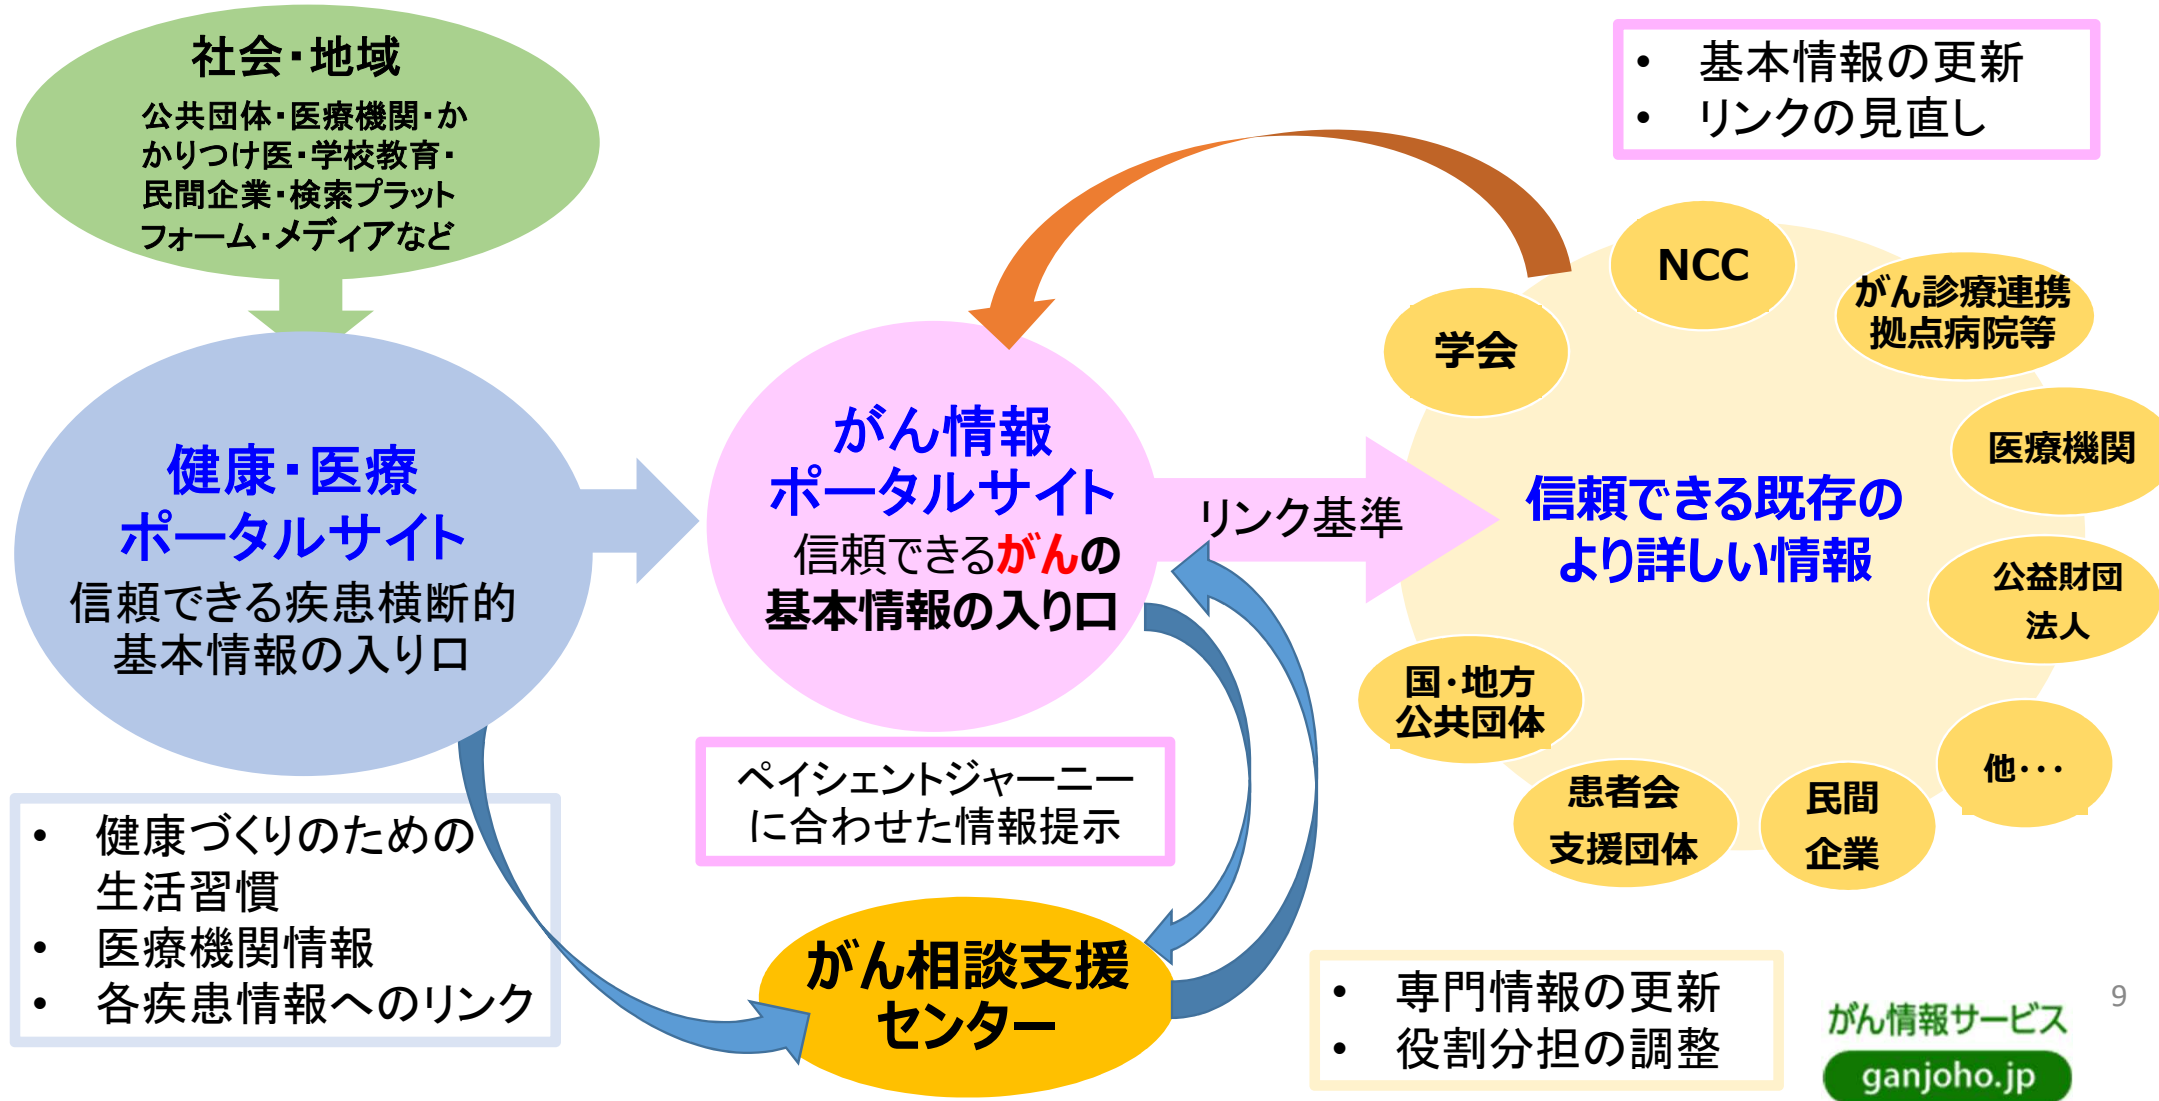 社会・地域
公共団体・医療機関・か
かりつけ医・学校教育・
民間企業・検索プラット
フォーム・メディアなど
健康・医療
ポータルサイト
信頼できる疾患横断的
基本情報の入り口
• 健康づくりのための
生活習慣
• 医療機関情報
• 各疾患情報へのリンク
がん情報
ポータルサイト
信頼できるがんの
基本情報の入り口
ペイシェントジャーニー
に合わせた情報提示
がん相談支援
センター
リンク基準
• 基本情報の更新
• リンクの見直し
信頼できる既存の
より詳しい情報
学会
NCC
がん診療連携
拠点病院等
医療機関
公益財団
法人
他・・・
民間
企業
患者会
支援団体
国・地方
公共団体
• 専門情報の更新
• 役割分担の調整
がん情報サービス
ganjoho.jp
9